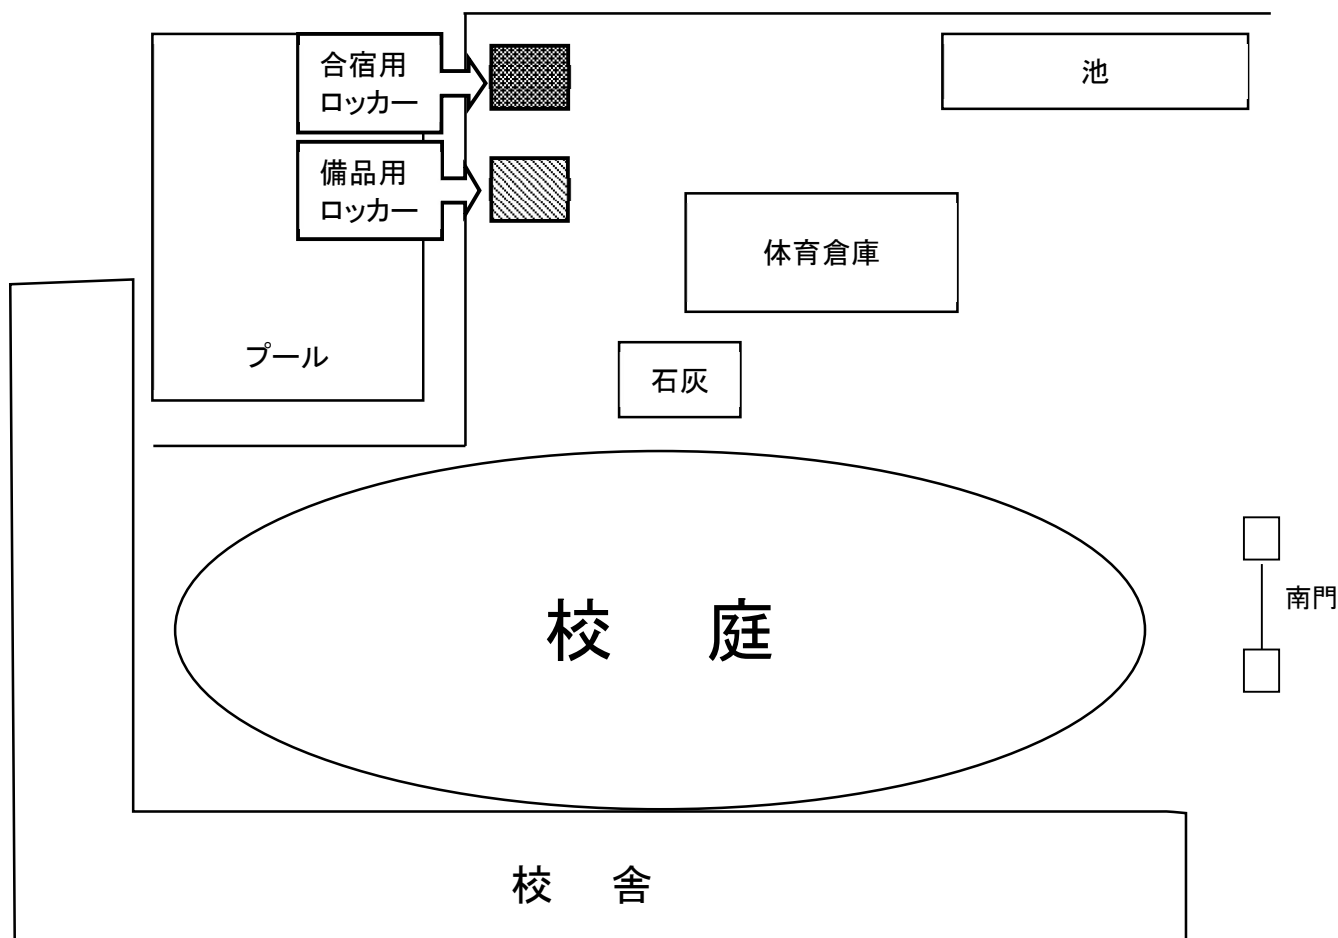 合宿用
ロッカー
池
備品用
ロッカー
体育倉庫
プール
石灰
南門
校　庭
校　舎